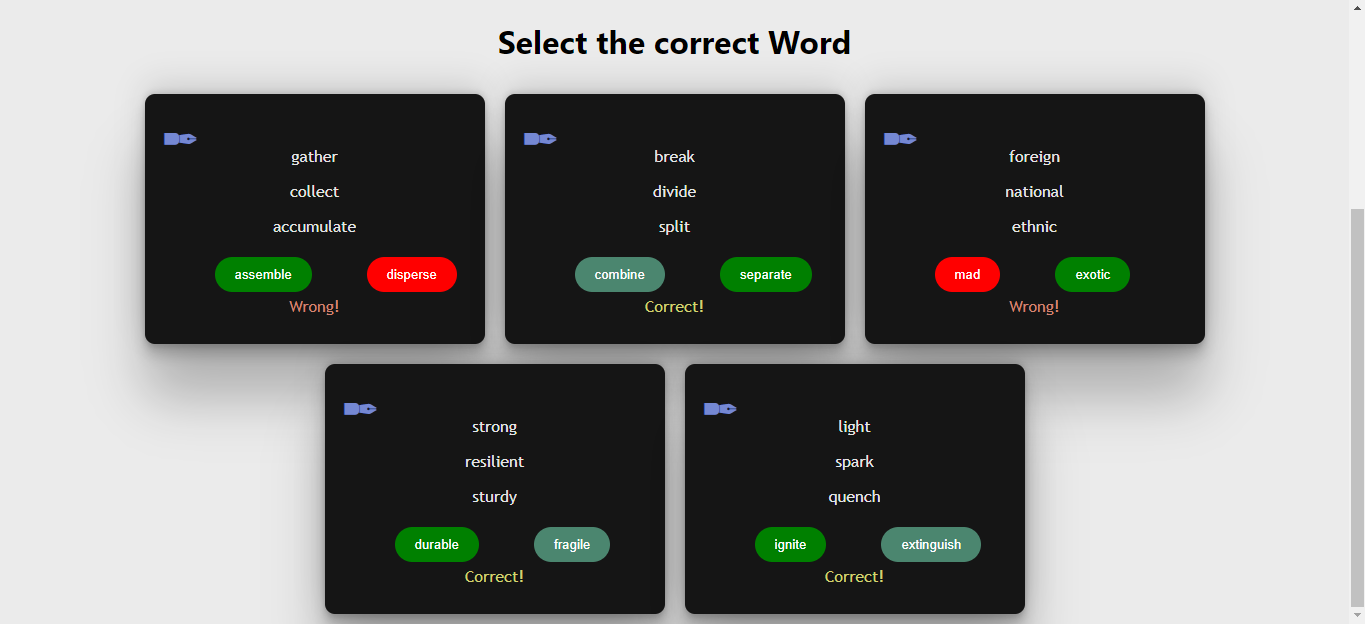 Select the correct Word
gather
collect
accumulate
assemble disperse
Wrong!
break
divide
split
combine separate
Correct!
foreign
national
ethnic
mad exotic
Wrong!
strong
resilient
sturdy
durable fragile
Correct!
light
spark
quench
ignite extinguish
Correct!